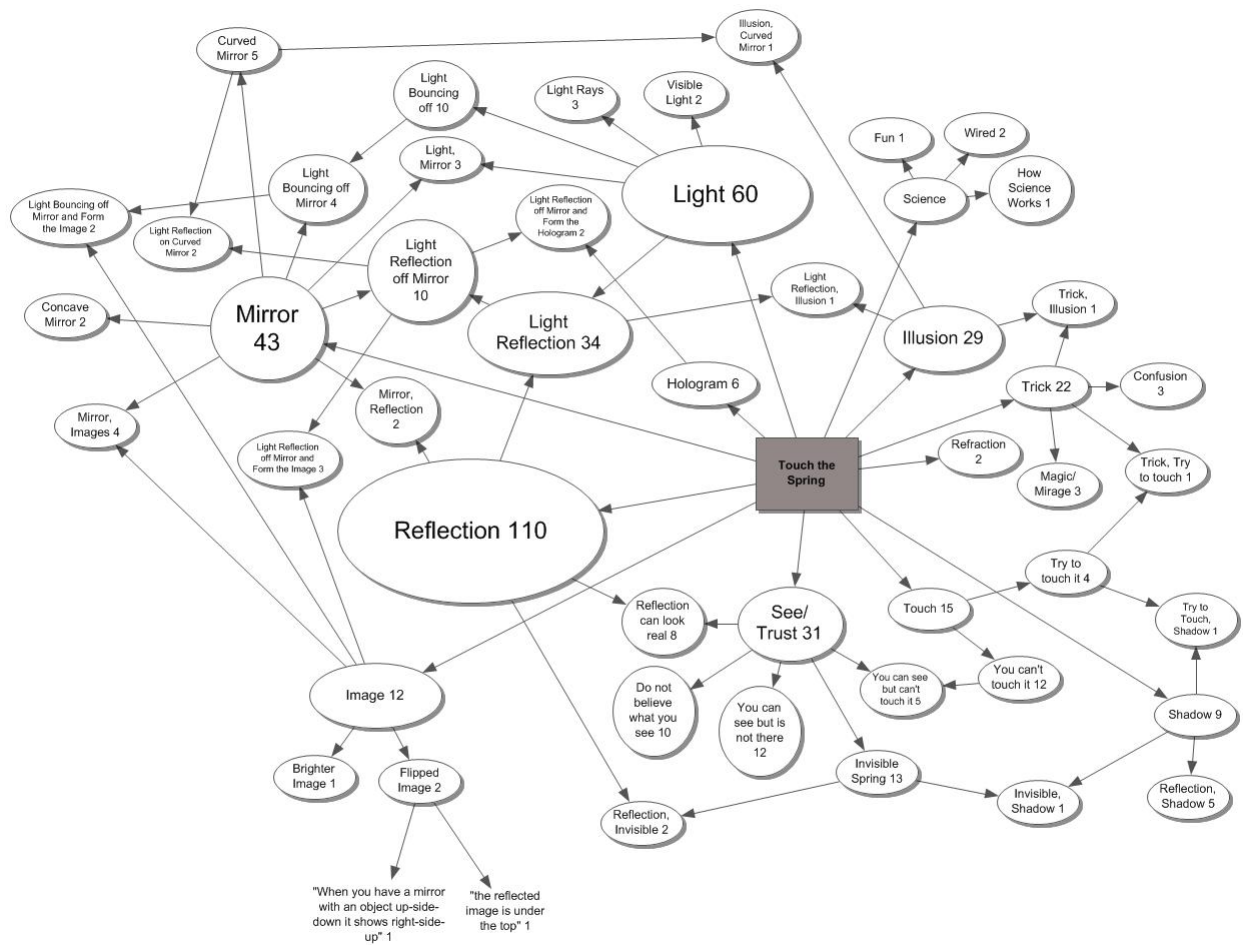 Curved
Mirror 5
Illusion,
Curved
Mirror 1
Light
Bouncing
off 10
Light Rays
3
Visible
Light 2
Fun 1
Wired 2
Light,
Mirror 3
Light
Bouncing off
Mirror 4
Light 60
Science
How
Science
Works 1
Light Bouncing off
Mirror and Form
the Image 2
Light Reflection
on Curved
Mirror 2
Light Reflection
off Mirror and
Form the
Hologram 2
Light
Reflection
off Mirror
10
Light
Reflection,
Illusion 1
Trick,
Illusion 1
Concave
Mirror 2
Mirror
43
Light
Reflection 34
Illusion 29
Hologram 6
Trick 22
Confusion
3
Mirror,
Images 4
Mirror,
Reflection
2
Light Reflection
off Mirror and
Form the Image 3
Touch the
Spring
Refraction
2
Magic/
Mirage 3
Trick, Try
to touch 1
Reflection 110
Try to
touch it 4
Reflection
can look
real 8
See/
Trust 31
Touch 15
Try to
Touch,
Shadow 1
Image 12
Do not
believe
what you
see 10
You can
see but is
not there
12
You can see
but can't
touch it 5
You can't
touch it 12
Shadow 9
Brighter
Image 1
Flipped
Image 2
Invisible
Spring 13
Reflection,
Invisible 2
Invisible,
Shadow 1
Reflection,
Shadow 5
"When you have a mirror
with an object up-side-
down it shows right-side-
up" 1
"the reflected
image is under
the top" 1